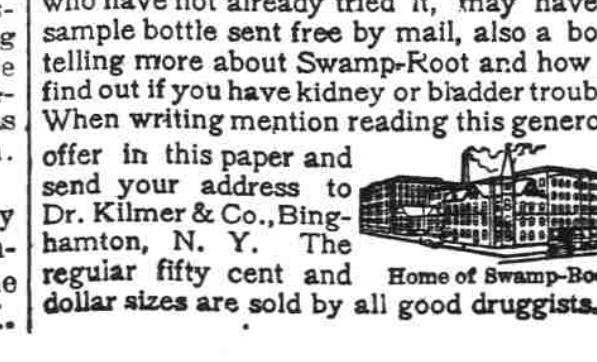 who have not already tried it, may have
sample bottle sent free by mail, also a bo
telling more about Swamp-Root and how
find out if you have kidney or bladder troub
When writing mention reading this genero
offer in this paper and
send your address to
Dr. Kilmer & Co., Bing-
hamton, N. Y. The
reguiar fifty cent and
Home of Swamp-Roo
dollar sizes are sold by all good druggists.